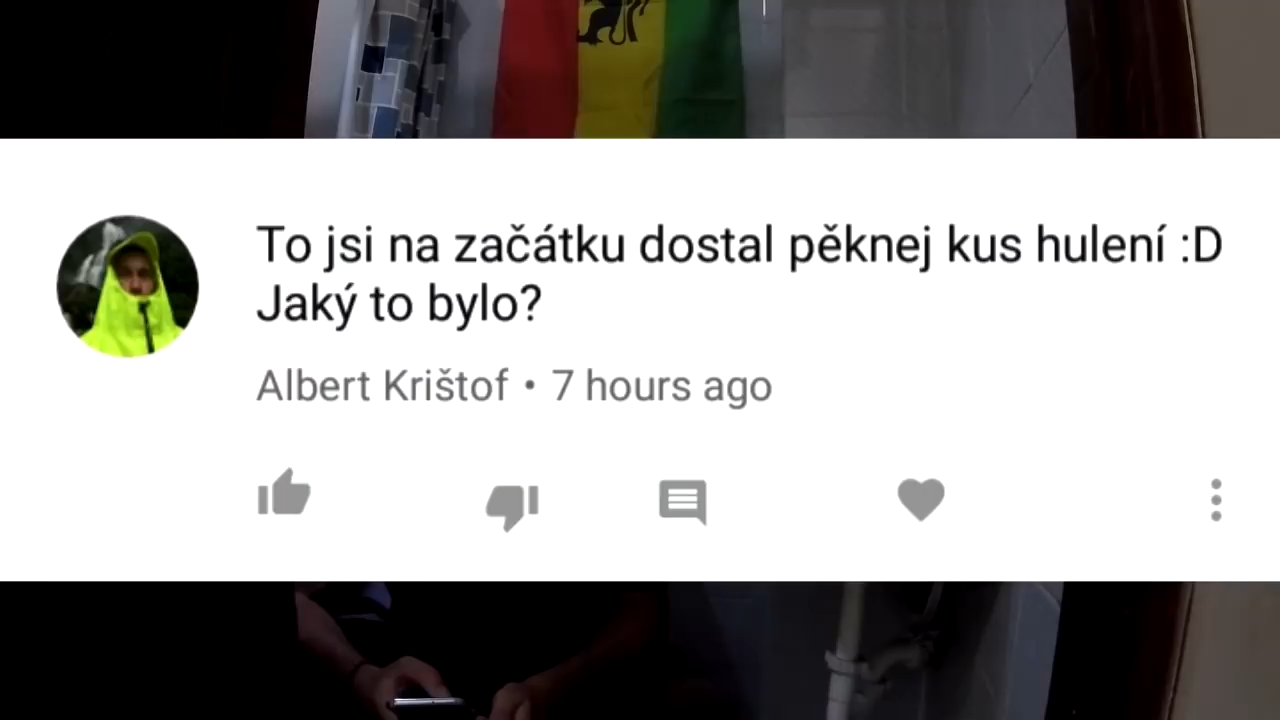 To jsi na začátku dostal pěknej kus hulení :D
Jaký to bylo?
Albert Krištof • 7 hours ago